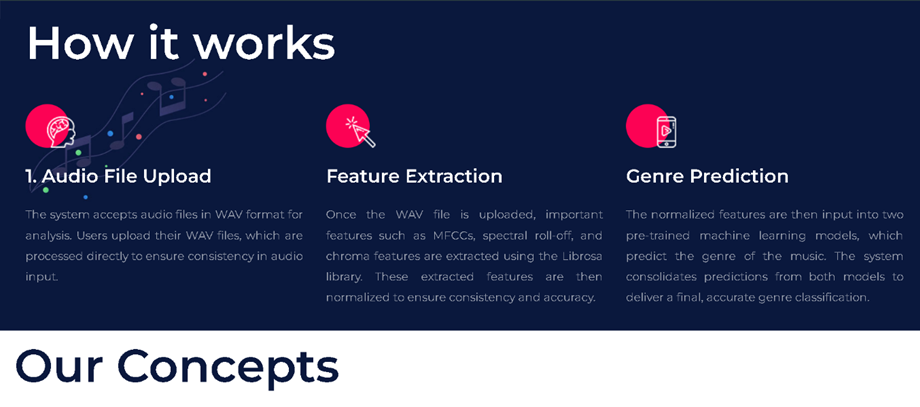 How it works
1. Audio File Upload
The system accepts audio files in WAV format for
analysis. Users upload their WAV files, which are
processed directly to ensure consistency in audio
input.
Feature Extraction
Once the WAV file is uploaded, important
features such as MFCCs, spectral roll-off, and
chroma features are extracted using the Librosa
library. These extracted features are then
normalized to ensure consistency and accuracy.
Genre Prediction
The normalized features are then input into two
pre-trained machine learning models, which
predict the genre of the music. The system
consolidates predictions from both models to
deliver a final, accurate genre classification.
Our Concepts